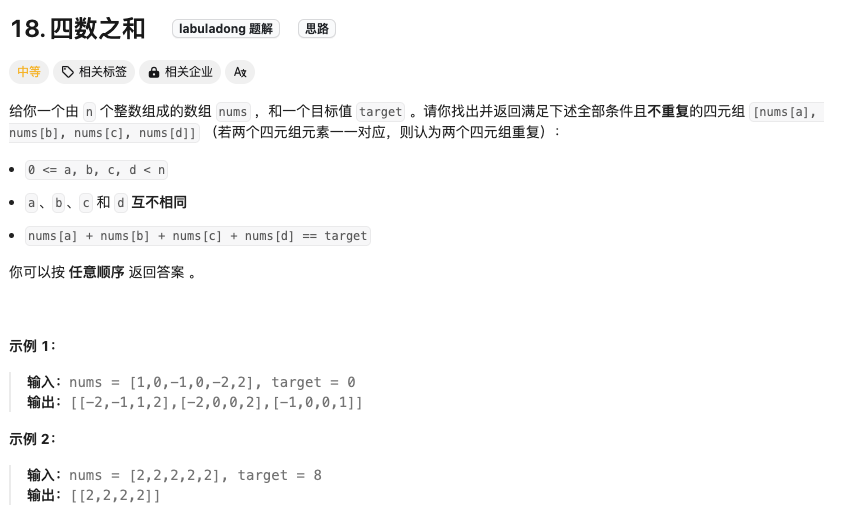 18. 四数之和 labuladong 题解 思路
中等 相关标签 相关企业
给你一个由 n 个整数组成的数组 nums ，和一个目标值 target 。请你找出并返回满足下述全部条件且不重复的四元组 [nums[a],
nums[b], nums[c], nums[d]] （若两个四元组元素一一对应，则认为两个四元组重复）：
• 0 <= a, b, c, d < n
• a、b、c 和 d 互不相同
• nums[a] + nums[b] + nums[c] + nums[d] == target
你可以按 任意顺序 返回答案 。
示例 1：
输入：nums = [1,0,-1,0,-2,2], target = 0
输出：[[-2,-1,1,2],[-2,0,0,2],[-1,0,0,1]]
示例 2：
输入：nums = [2,2,2,2,2], target = 8
输出：[[2,2,2,2]]